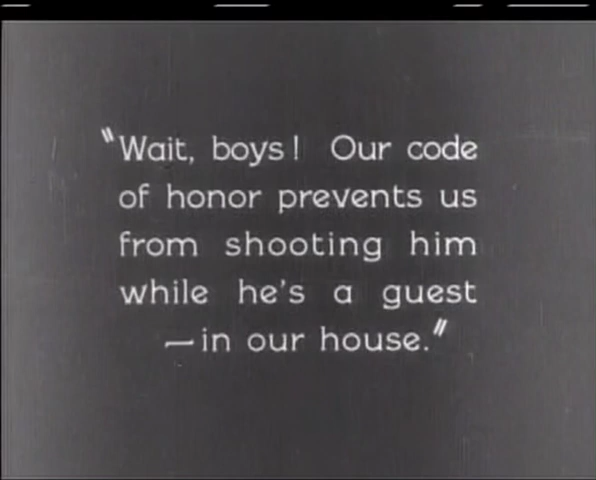 "Wait, boys! Our code
of honor prevents us
from shooting him
while he's a guest
—in our house."